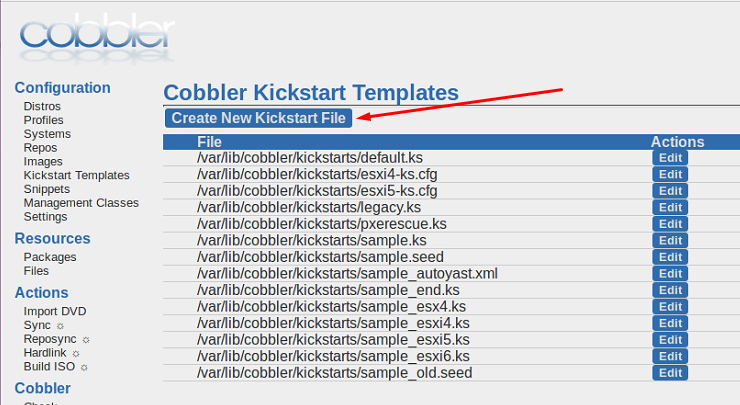 cobbler
Configuration
Distros
Profiles
Systems
Repos
Images
Kickstart Templates
Snippets
Management Classes
Settings
Resources
Packages
Files
Actions
Import DVD
Sync ☼
Reposync ☼
Hardlink ☼
Build ISO ☼
Cobbler
Cobbler Kickstart Templates
Create New Kickstart File
File Actions
/var/lib/cobbler/kickstarts/default.ks Edit
/var/lib/cobbler/kickstarts/esxi4-ks.cfg Edit
/var/lib/cobbler/kickstarts/esxi5-ks.cfg Edit
/var/lib/cobbler/kickstarts/legacy.ks Edit
/var/lib/cobbler/kickstarts/pxerescue.ks Edit
/var/lib/cobbler/kickstarts/sample.ks Edit
/var/lib/cobbler/kickstarts/sample.seed Edit
/var/lib/cobbler/kickstarts/sample_autoyast.xml Edit
/var/lib/cobbler/kickstarts/sample_end.ks Edit
/var/lib/cobbler/kickstarts/sample_esx4.ks Edit
/var/lib/cobbler/kickstarts/sample_esxi4.ks Edit
/var/lib/cobbler/kickstarts/sample_esxi5.ks Edit
/var/lib/cobbler/kickstarts/sample_esxi6.ks Edit
/var/lib/cobbler/kickstarts/sample_old.seed Edit